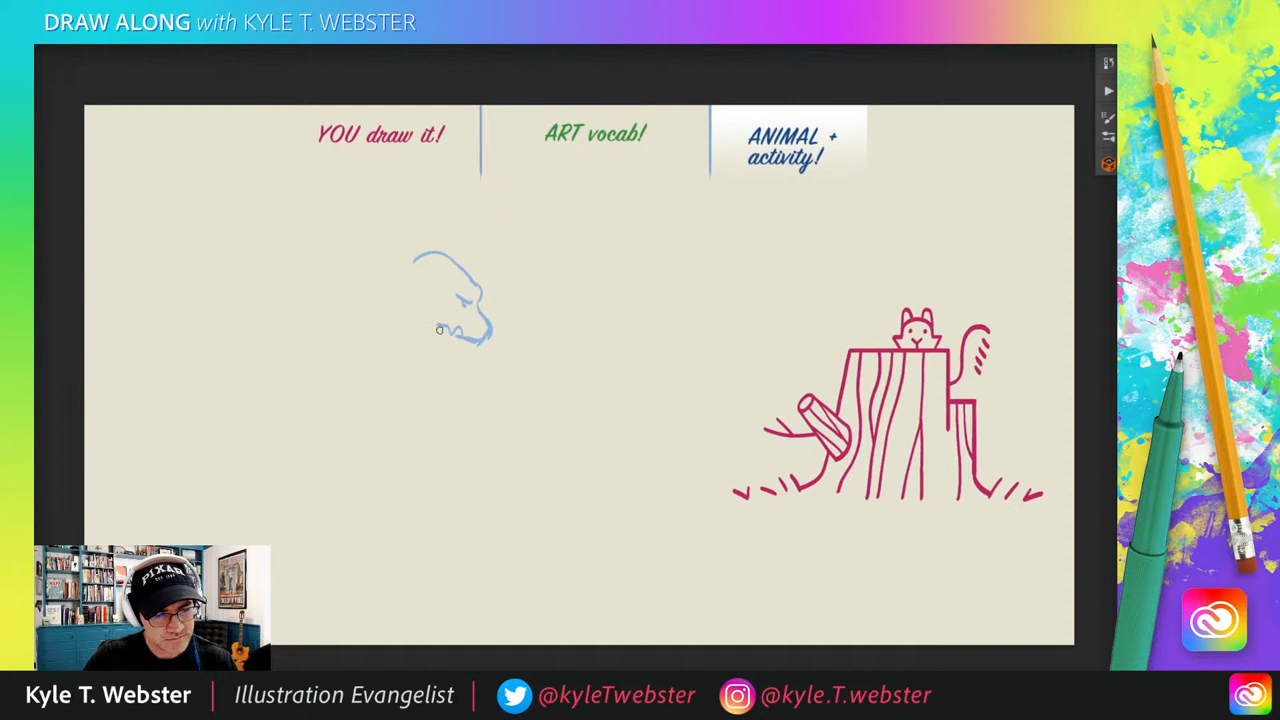 DRAW ALONG with KYLE T. WEBSTER
YOU draw it!
ART vocab!
ANIMAL +
activity!
PIXAR
Kyle T. Webster | Illustration Evangelist @kyleTwebster @kyle.T.webster